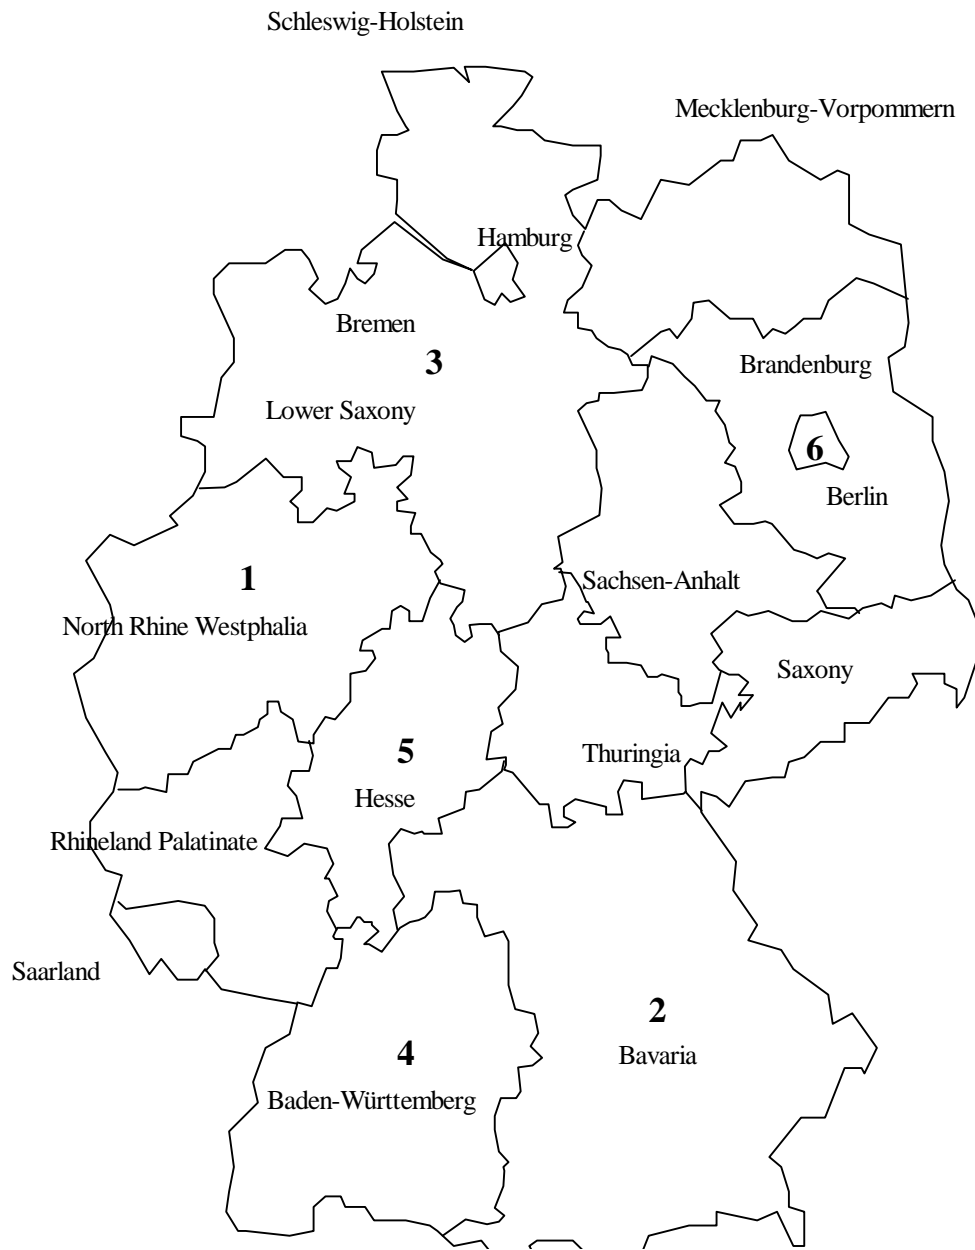 Schleswig-Holstein
Mecklenburg-Vorpommern
Hamburg
Bremen
3
Brandenburg
Lower Saxony
6
Berlin
1
Sachsen-Anhalt
North Rhine Westphalia
Saxony
5
Thuringia
Hesse
Rhineland Palatinate
Saarland
2
4
Bavaria
Baden-Württemberg